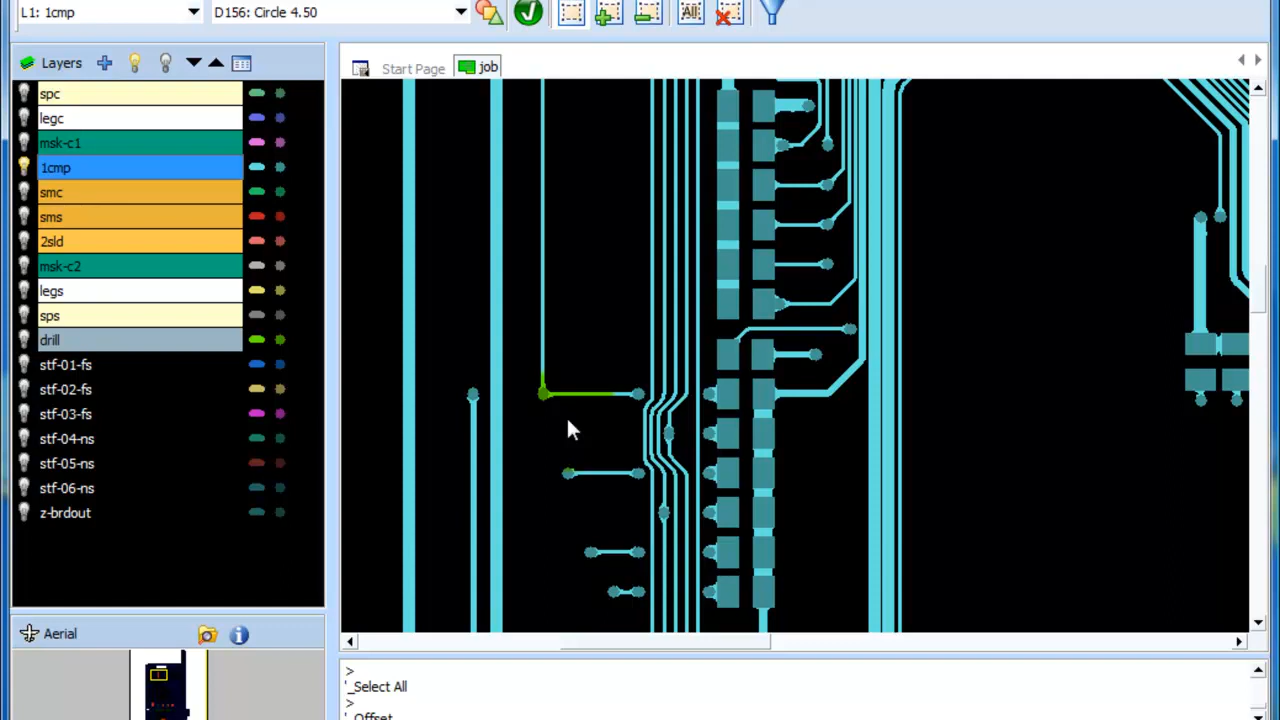 L1: 1cmp
D156: Circle 4.50
All
Layers
Start Page
job
spc
legc
msk-c1
1cmp
smc
sms
2sld
msk-c2
legs
sps
drill
stf-01-fs
stf-02-fs
stf-03-fs
stf-04-ns
stf-05-ns
stf-06-ns
z-brdout
Aerial
>
'_Select All
>
'_Offset